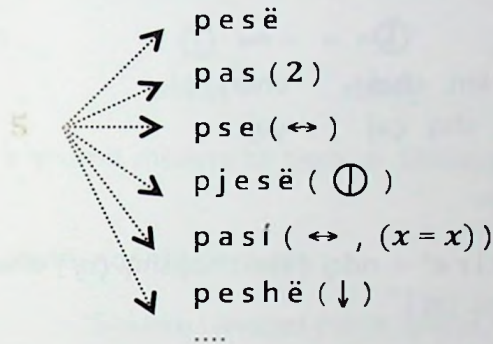 pesë
pas (2)
5 pse (↔)
pjesë (⏀)
pasí (↔ , (x = x))
peshë (↓)
....